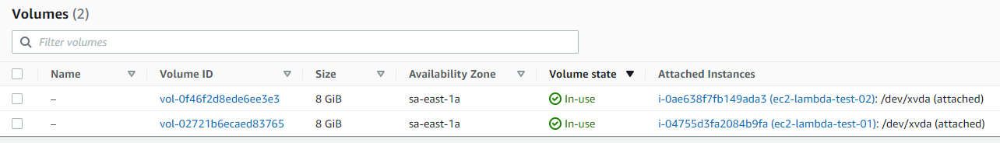 Volumes (2)
Filter volumes
Name Volume ID Size Availability Zone Volume state Attached Instances
– vol-0f46f2d8ede6ee3e3 8 GiB sa-east-1a In-use i-0ae638f7fb149ada3 (ec2-lambda-test-02): /dev/xvda (attached)
– vol-02721b6ecaed83765 8 GiB sa-east-1a In-use i-04755d3fa2084b9fa (ec2-lambda-test-01): /dev/xvda (attached)